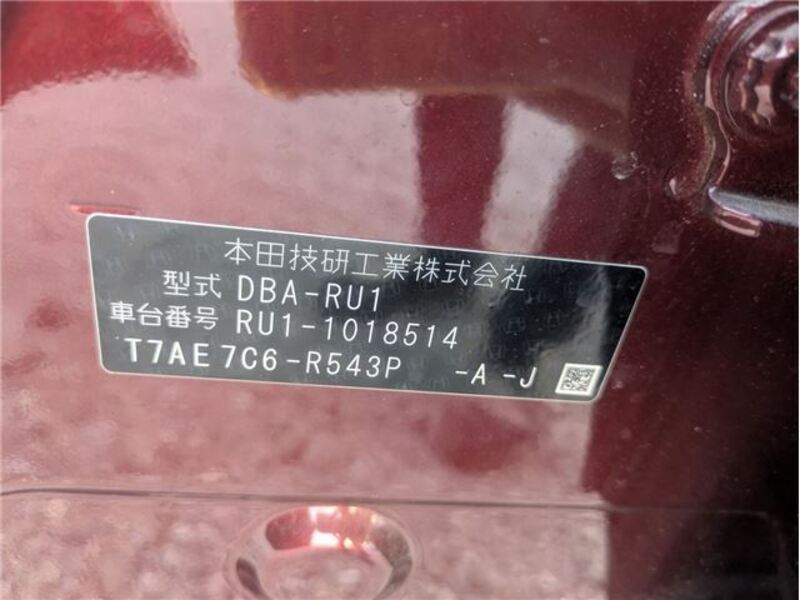 本田技研工業株式会社
型式 DBA-RU1
車台番号 RU1-1018514
T7AE7C6-R543P -A -J